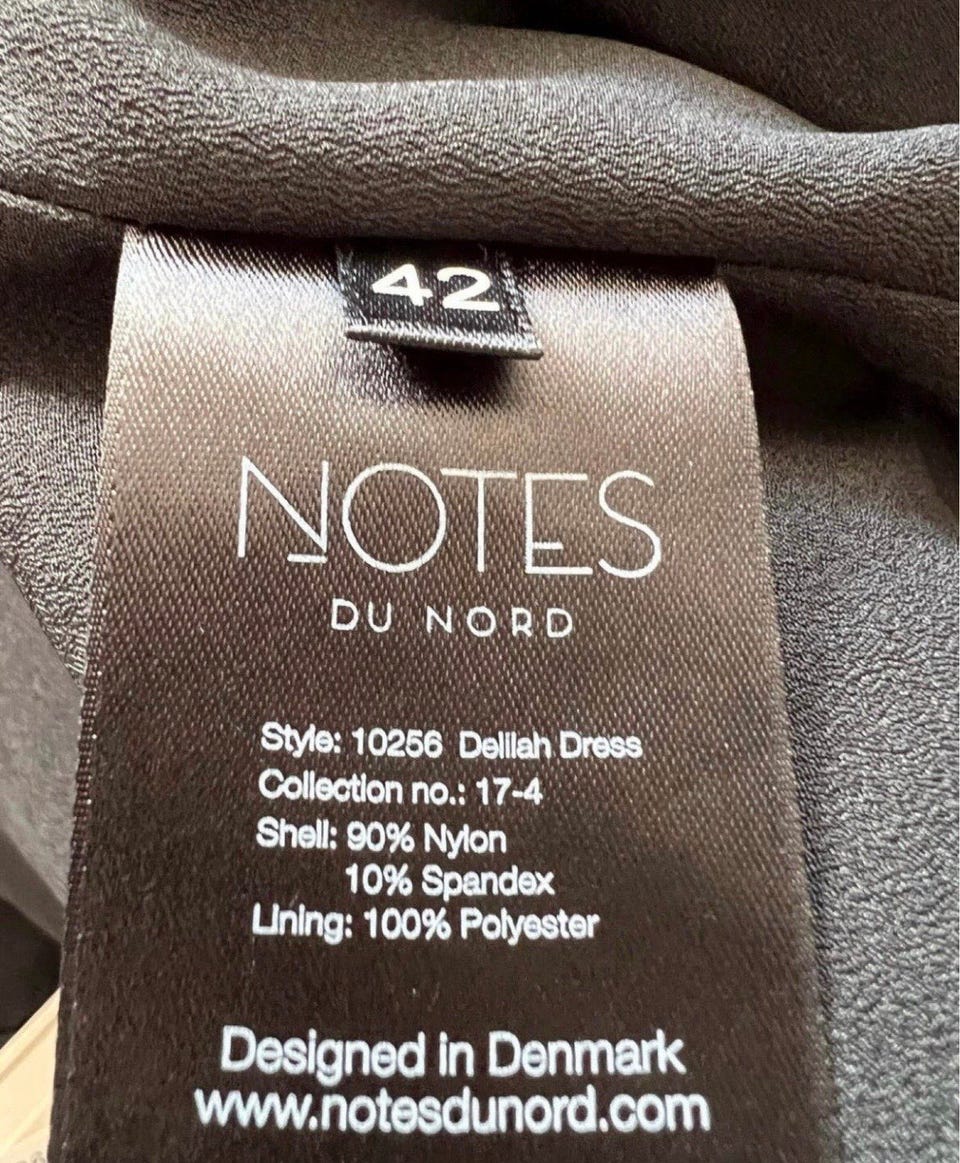 42
NOTES
DU NORD
Style: 10256 Delilah Dress
Collection no.: 17-4
Shell: 90% Nylon
10% Spandex
Lining: 100% Polyester
Designed in Denmark
www.notesdunord.com